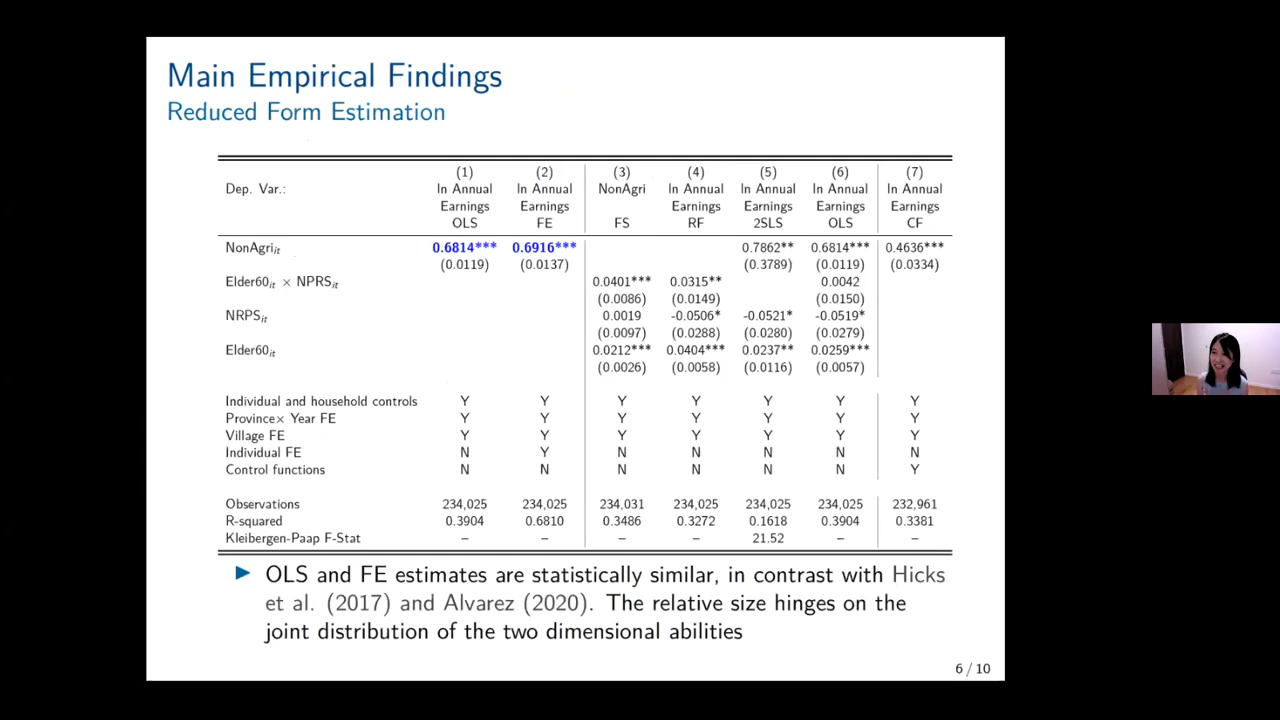 Main Empirical Findings
Reduced Form Estimation
(1) (2) (3) (4) (5) (6) (7)
Dep. Var.: ln Annual ln Annual NonAgri ln Annual ln Annual ln Annual ln Annual
Earnings Earnings Earnings Earnings Earnings Earnings
OLS FE FS RF 2SLS OLS CF
NonAgriit 0.6814*** 0.6916*** 0.7862** 0.6814*** 0.4636***
(0.0119) (0.0137) (0.3789) (0.0119) (0.0334)
Elder60it × NPRSit 0.0401*** 0.0315** 0.0042
(0.0086) (0.0149) (0.0150)
NRPSit 0.0019 -0.0506* -0.0521* -0.0519*
(0.0097) (0.0288) (0.0280) (0.0279)
Elder60it 0.0212*** 0.0404*** 0.0237** 0.0259***
(0.0026) (0.0058) (0.0116) (0.0057)
Individual and household controls Y Y Y Y Y Y Y
Province× Year FE Y Y Y Y Y Y Y
Village FE Y Y Y Y Y Y Y
Individual FE N Y N N N N N
Control functions N N N N N N Y
Observations 234,025 234,025 234,031 234,025 234,025 234,025 232,961
R-squared 0.3904 0.6810 0.3486 0.3272 0.1618 0.3904 0.3381
Kleibergen-Paap F-Stat – – – – 21.52 – –
OLS and FE estimates are statistically similar, in contrast with Hicks
et al. (2017) and Alvarez (2020). The relative size hinges on the
joint distribution of the two dimensional abilities
6 / 10